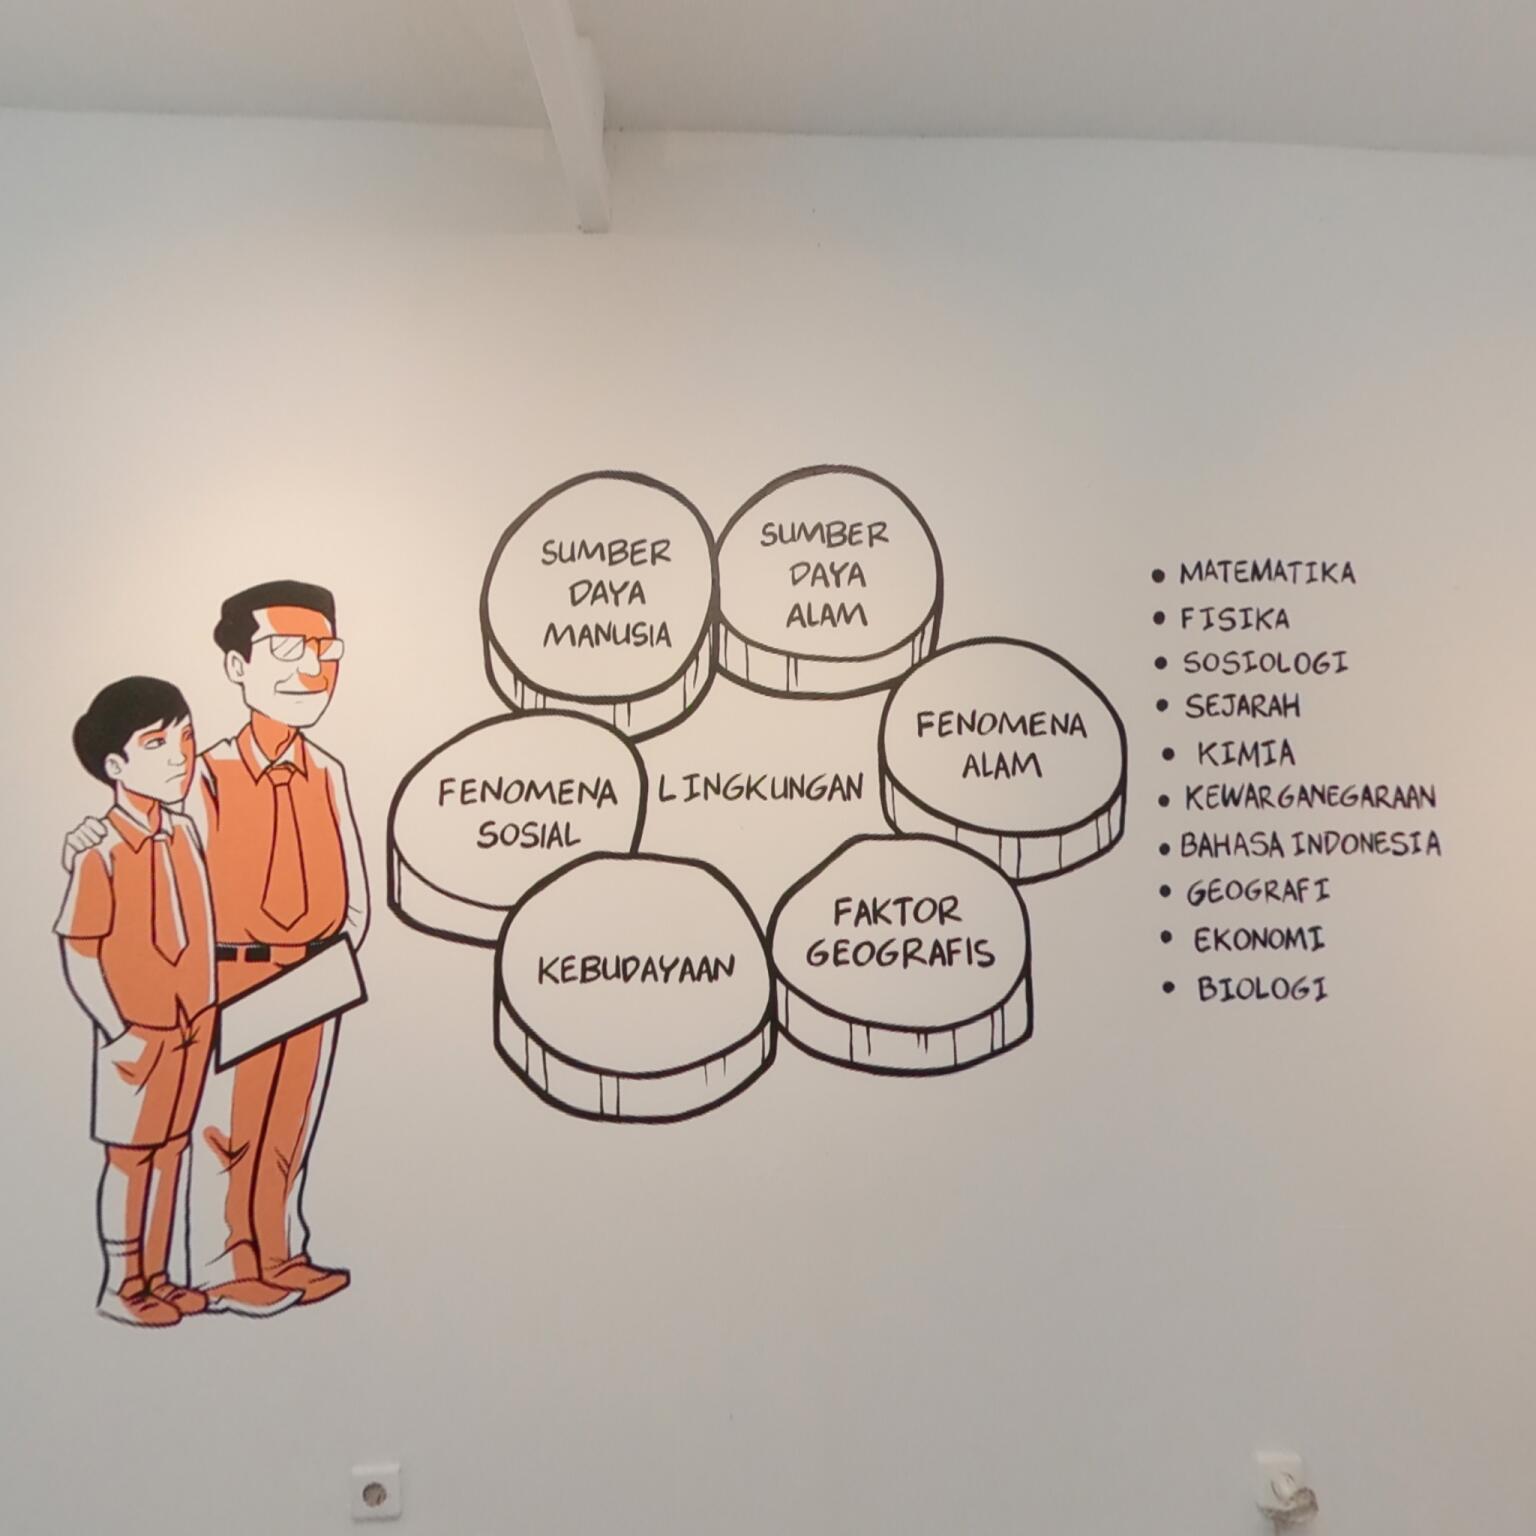 SUMBER
DAYA
MANUSIA
SUMBER
DAYA
ALAM
FENOMENA
ALAM
FENOMENA
SOSIAL
LINGKUNGAN
KEBUDAYAAN
FAKTOR
GEOGRAFIS
• MATEMATIKA
• FISIKA
• SOSIOLOGI
• SEJARAH
• KIMIA
• KEWARGANEGARAAN
• BAHASA INDONESIA
• GEOGRAFI
• EKONOMI
• BIOLOGI